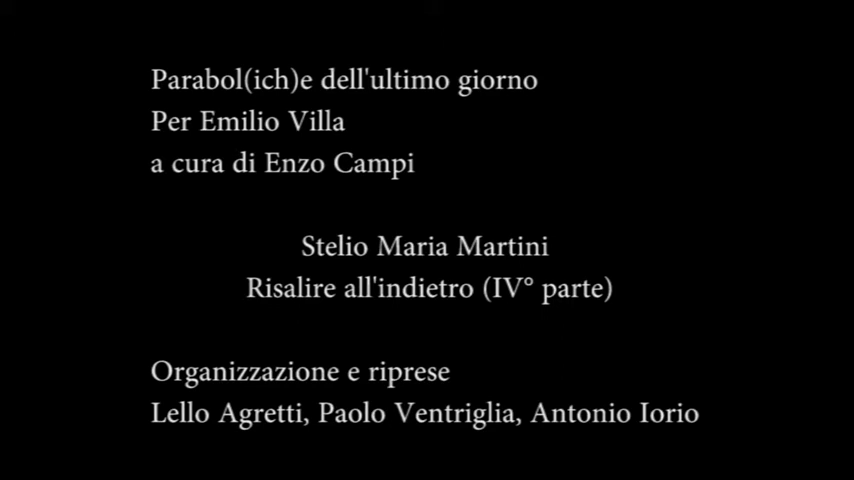 Parabol(ich)e dell'ultimo giorno
Per Emilio Villa
a cura di Enzo Campi
Stelio Maria Martini
Risalire all'indietro (IV° parte)
Organizzazione e riprese
Lello Agretti, Paolo Ventriglia, Antonio Iorio